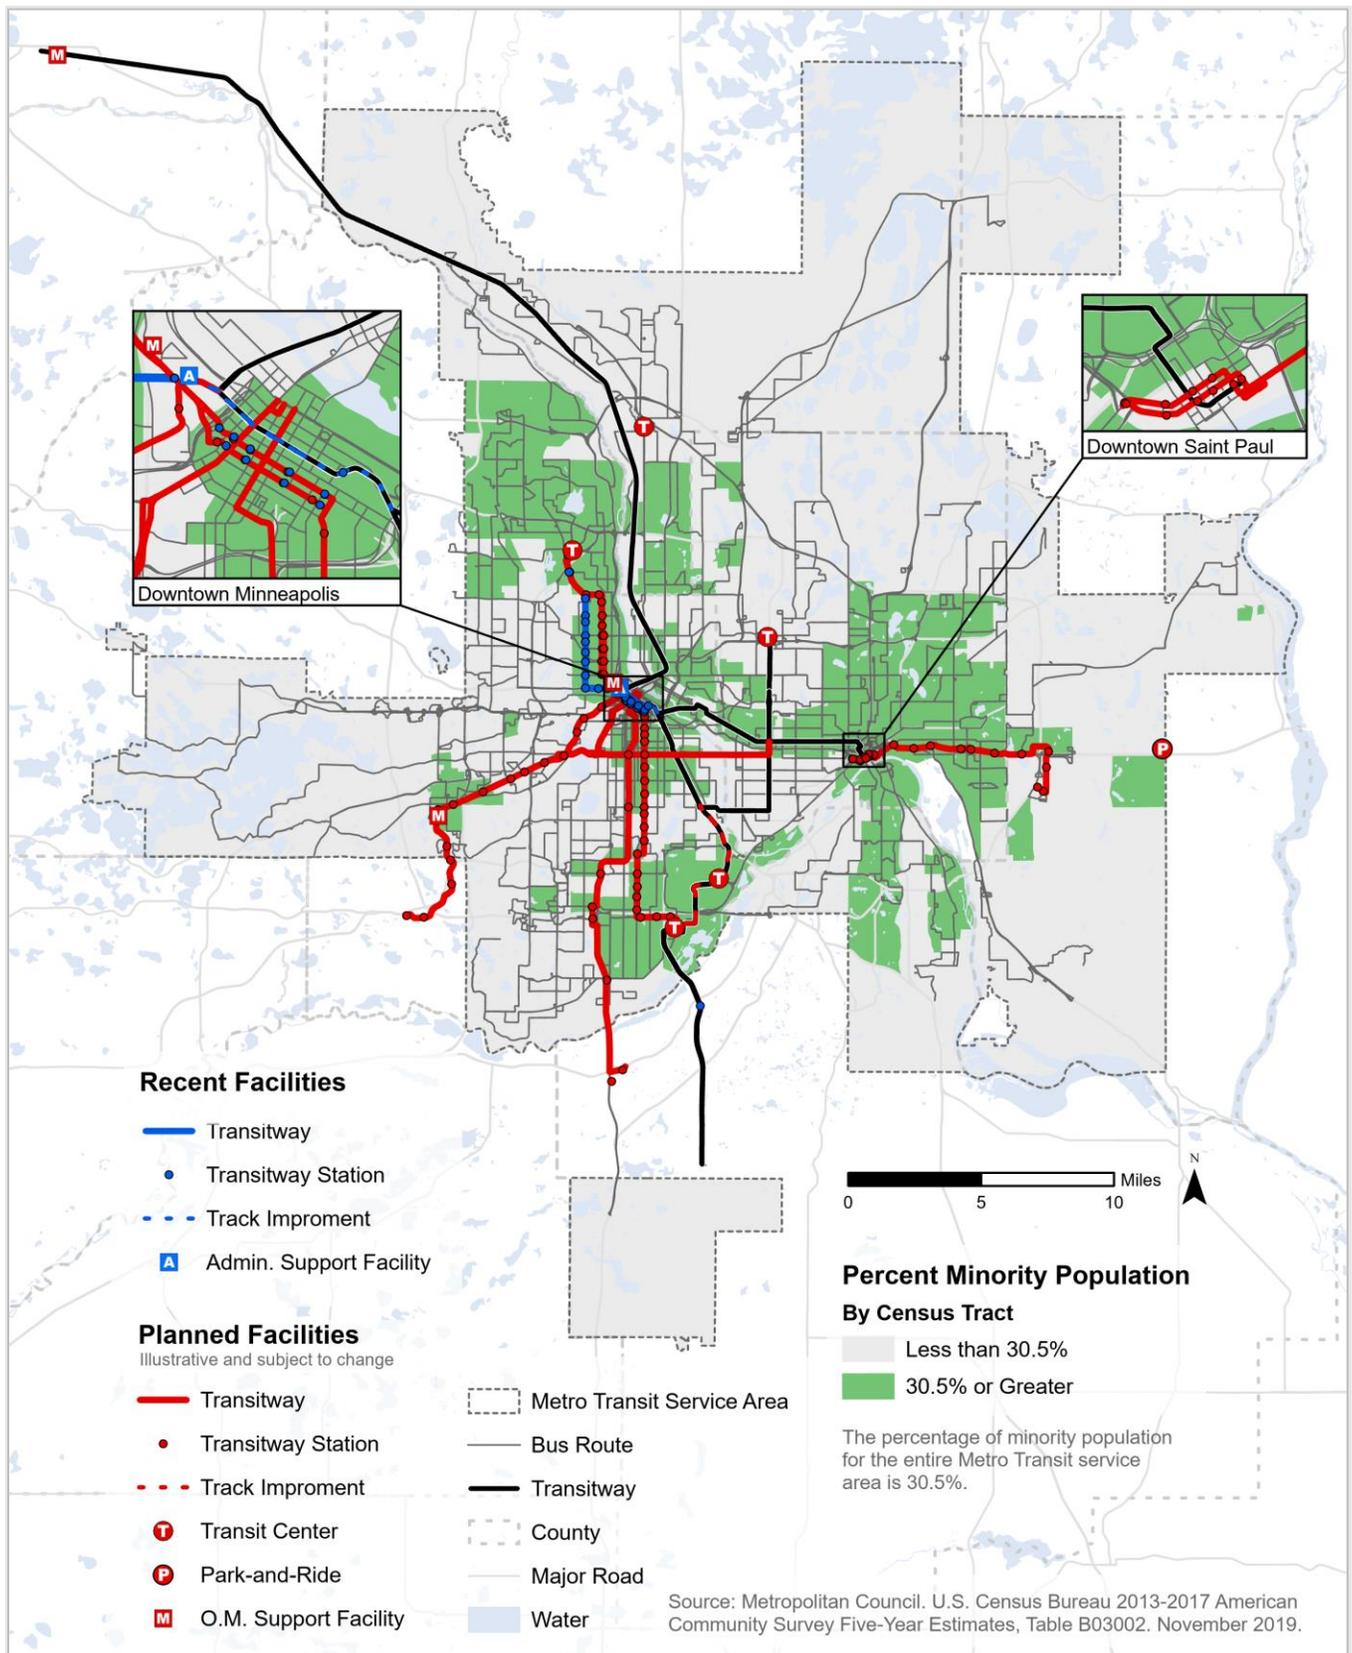 M
T
Downtown Saint Paul
M
A
Downtown Minneapolis
T
T
M
P
M
T
T
Recent Facilities
Transitway
Transitway Station
Track Improment
A Admin. Support Facility
Planned Facilities
Illustrative and subject to change
Transitway
Transitway Station
Track Improment
T Transit Center
P Park-and-Ride
M O.M. Support Facility
Metro Transit Service Area
Bus Route
Transitway
County
Major Road
Water
Miles
0 5 10
N
Percent Minority Population
By Census Tract
Less than 30.5%
30.5% or Greater
The percentage of minority population
for the entire Metro Transit service
area is 30.5%.
Source: Metropolitan Council. U.S. Census Bureau 2013-2017 American
Community Survey Five-Year Estimates, Table B03002. November 2019.